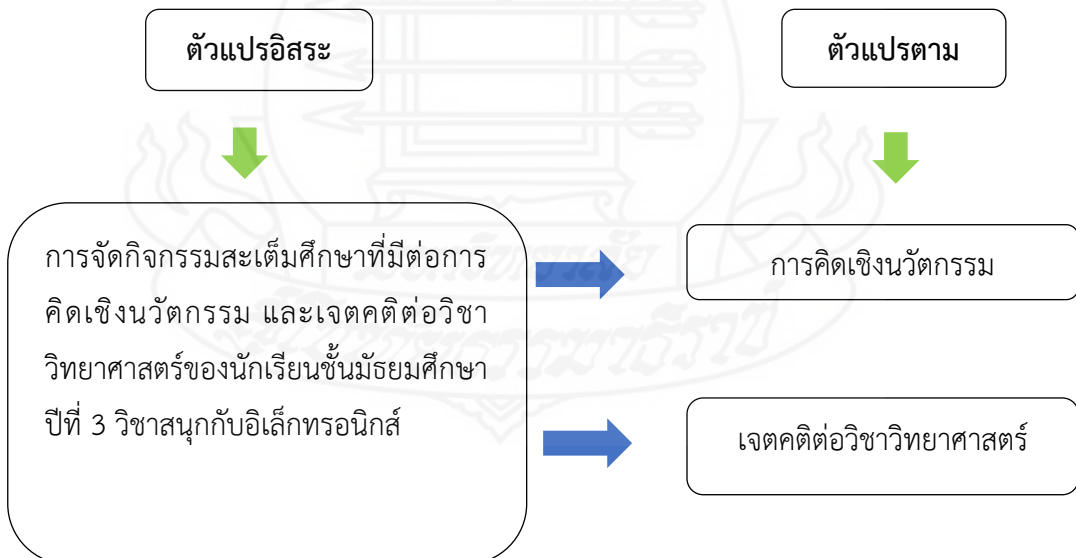 ตัวแปรอิสระ
ตัวแปรตาม
การจัดกิจกรรมสะเต็มศึกษาที่มีต่อการ
คิดเชิงนวัตกรรม และเจตคติต่อวิชา
วิทยาศาสตร์ของนักเรียนชั้นมัธยมศึกษา
ปีที่ 3 วิชาสนุกกับอิเล็กทรอนิกส์
การคิดเชิงนวัตกรรม
เจตคติต่อวิชาวิทยาศาสตร์